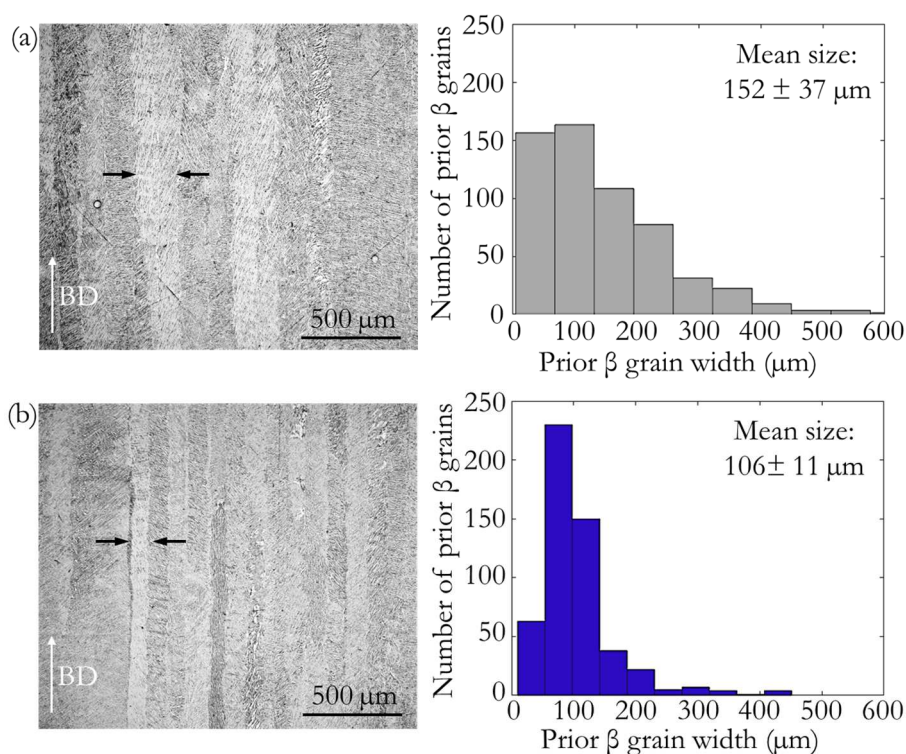 (a)
BD
500 μm
Number of prior β grains
250
200
150
100
50
0
Mean size:
152 ± 37 μm
0 100 200 300 400 500 600
Prior β grain width (μm)
(b)
BD
500 μm
Number of prior β grains
250
200
150
100
50
0
Mean size:
106± 11 μm
0 100 200 300 400 500 600
Prior β grain width (μm)